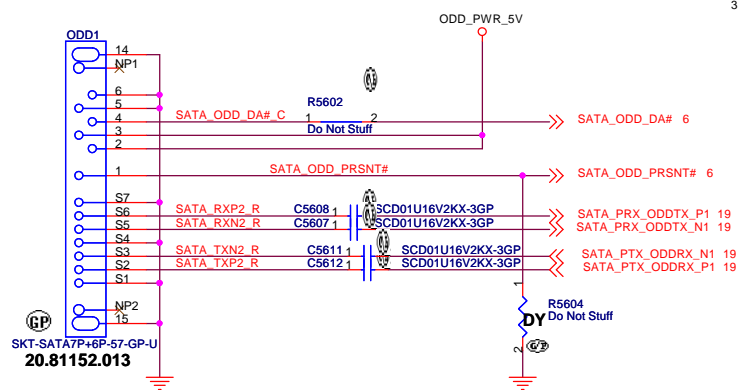 3
ODD_PWR_5V
ODD1
14
NP1
6
5
4 SATA_ODD_DA#_C 1 R5602 2 SATA_ODD_DA# 6
Do Not Stuff
3
2
1 SATA_ODD_PRSNT# SATA_ODD_PRSNT# 6
S7
S6 SATA_RXP2_R C5608 1 SCD01U16V2KX-3GP SATA_PRX_ODDTX_P1 19
S5 SATA_RXN2_R C5607 1 SCD01U16V2KX-3GP SATA_PRX_ODDTX_N1 19
S4
S3 SATA_TXN2_R C5611 1 SCD01U16V2KX-3GP SATA_PTX_ODDRX_N1 19
S2 SATA_TXP2_R C5612 1 SCD01U16V2KX-3GP SATA_PTX_ODDRX_P1 19
S1
NP2
15
1
R5604
DY Do Not Stuff
2
GP
SKT-SATA7P+6P-57-GP-U
20.81152.013